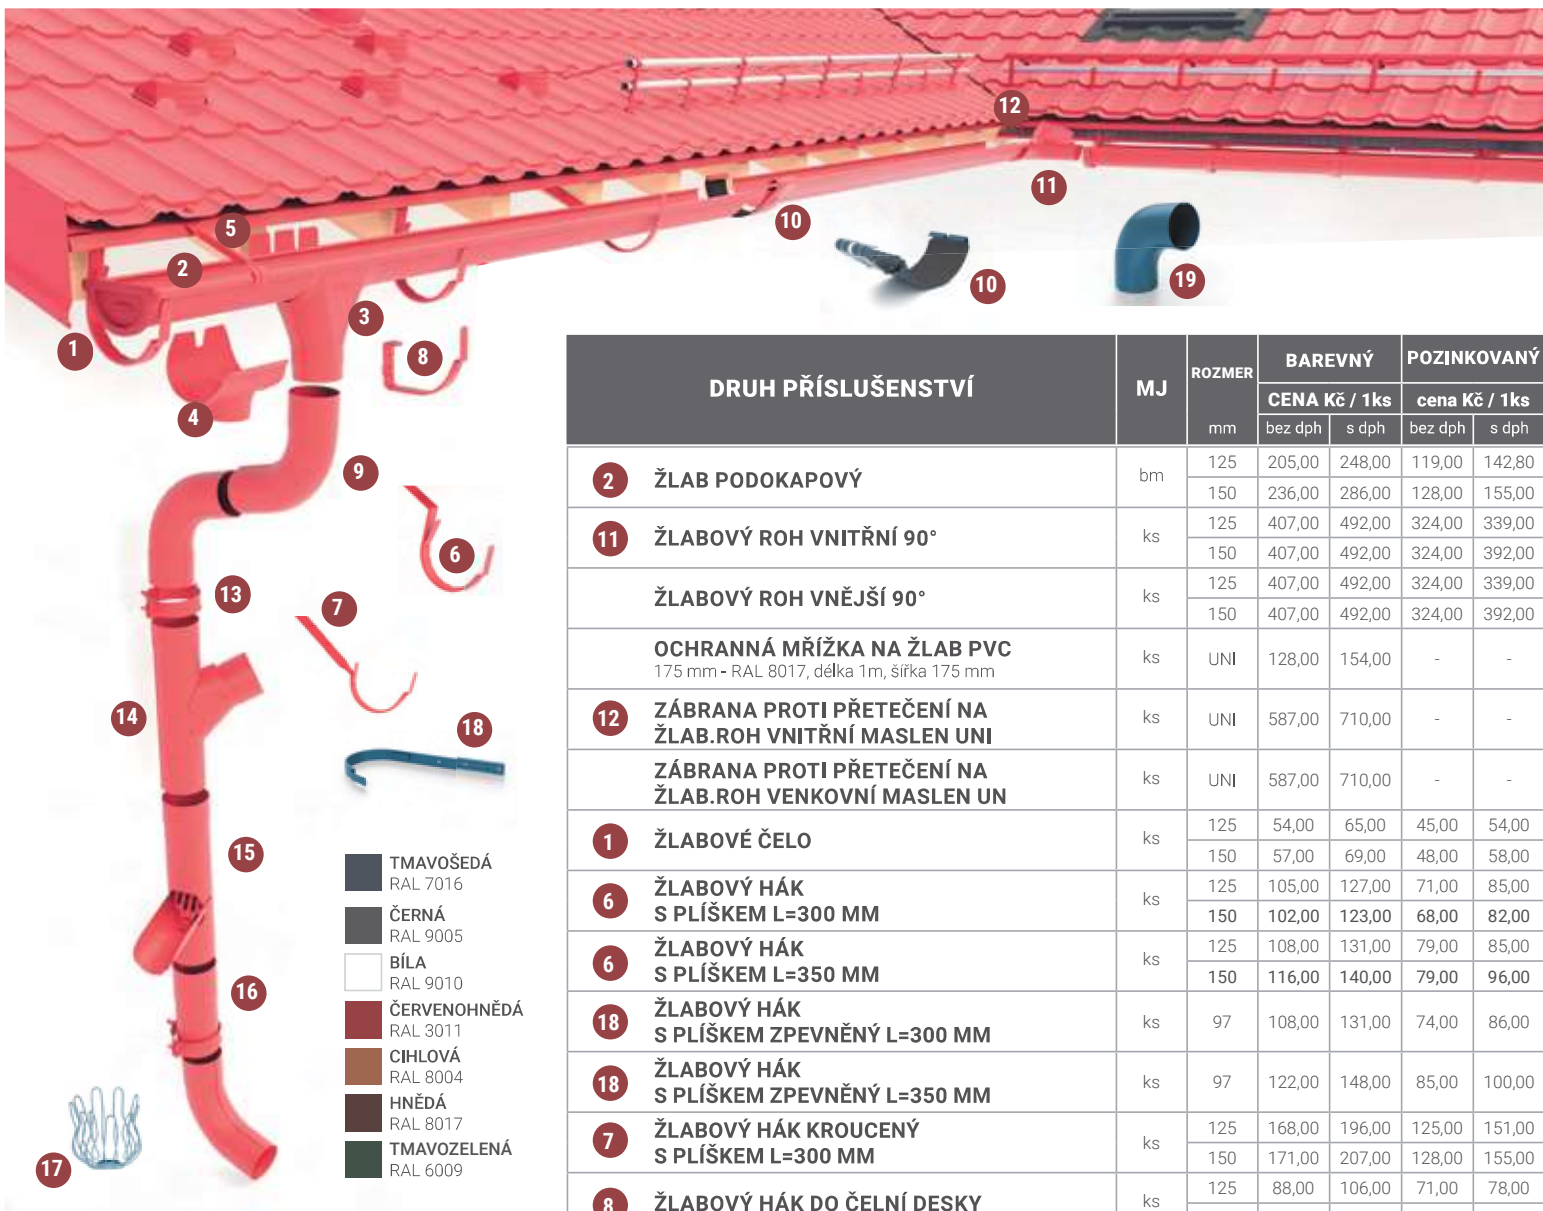 12
11
10
10
19
5
2
3
1
8
4
9
6
13
7
14
18
15
16
17
TMAVOŠEDÁ
RAL 7016
ČERNÁ
RAL 9005
BÍLA
RAL 9010
ČERVENOHNĚDÁ
RAL 3011
CIHLOVÁ
RAL 8004
HNĚDÁ
RAL 8017
TMAVOZELENÁ
RAL 6009
DRUH PŘÍSLUŠENSTVÍ MJ ROZMER BAREVNÝ POZINKOVANÝ
CENA Kč / 1ks cena Kč / 1ks
mm bez dph s dph bez dph s dph
2 ŽLAB PODOKAPOVÝ bm 125 205,00 248,00 119,00 142,80
150 236,00 286,00 128,00 155,00
11 ŽLABOVÝ ROH VNITŘNÍ 90° ks 125 407,00 492,00 324,00 339,00
150 407,00 492,00 324,00 392,00
ŽLABOVÝ ROH VNĚJŠÍ 90° ks 125 407,00 492,00 324,00 339,00
150 407,00 492,00 324,00 392,00
OCHRANNÁ MŘÍŽKA NA ŽLAB PVC ks UNI 128,00 154,00 - -
175 mm - RAL 8017, délka 1m, šířka 175 mm
12 ZÁBRANA PROTI PŘETEČENÍ NA ks UNI 587,00 710,00 - -
ŽLAB.ROH VNITŘNÍ MASLEN UNI
ZÁBRANA PROTI PŘETEČENÍ NA ks UNI 587,00 710,00 - -
ŽLAB.ROH VENKOVNÍ MASLEN UN
1 ŽLABOVÉ ČELO ks 125 54,00 65,00 45,00 54,00
150 57,00 69,00 48,00 58,00
6 ŽLABOVÝ HÁK ks 125 105,00 127,00 71,00 85,00
S PLÍŠKEM L=300 MM 150 102,00 123,00 68,00 82,00
6 ŽLABOVÝ HÁK ks 125 108,00 131,00 79,00 85,00
S PLÍŠKEM L=350 MM 150 116,00 140,00 79,00 96,00
18 ŽLABOVÝ HÁK ks 97 108,00 131,00 74,00 86,00
S PLÍŠKEM ZPEVNĚNÝ L=300 MM
18 ŽLABOVÝ HÁK ks 97 122,00 148,00 85,00 100,00
S PLÍŠKEM ZPEVNĚNÝ L=350 MM
7 ŽLABOVÝ HÁK KROUCENÝ ks 125 168,00 196,00 125,00 151,00
S PLÍŠKEM L=300 MM 150 171,00 207,00 128,00 155,00
8 ŽLABOVÝ HÁK DO ČELNÍ DESKY ks 125 88,00 106,00 71,00 78,00